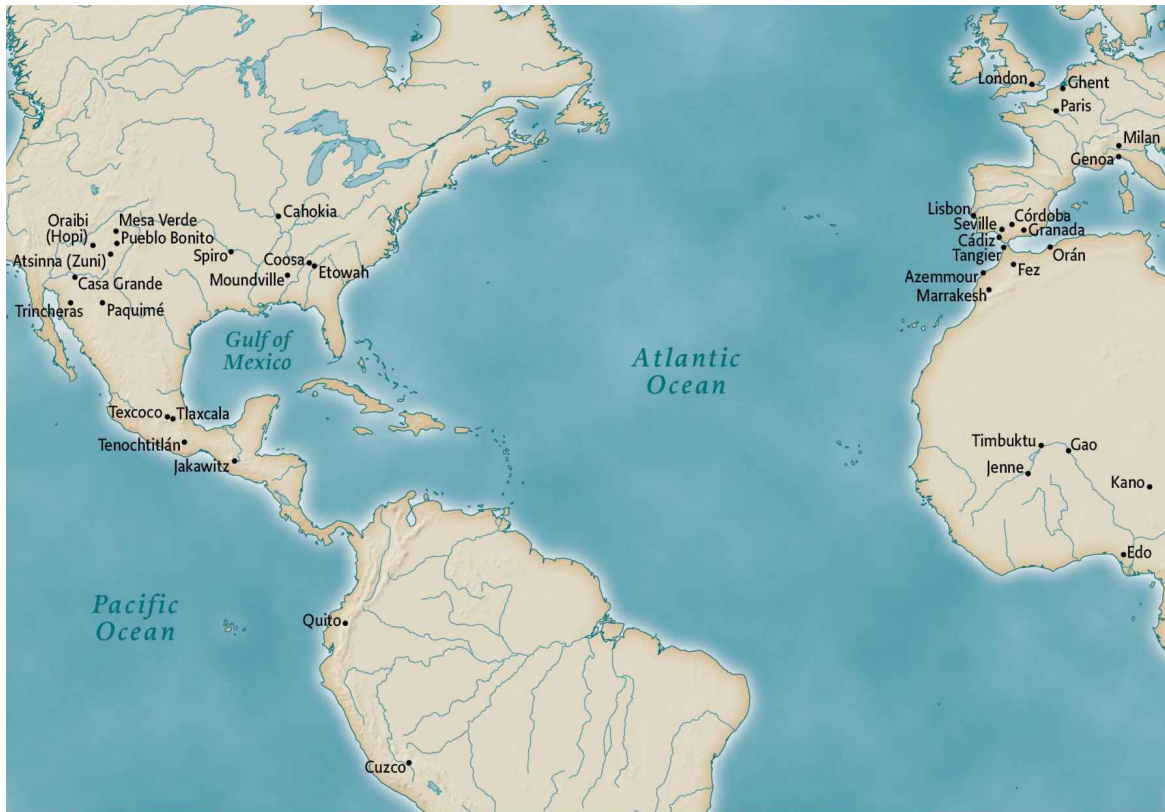 London
Ghent
Paris
Milan
Genoa
Lisbon
Córdoba
Seville
Granada
Cádiz
Tangier
Orán
Fez
Azemmour
Marrakesh
Cahokia
Oraibi
(Hopi)
Mesa Verde
Pueblo Bonito
Atsinna (Zuni)
Spiro
Coosa
Etowah
Moundville
Casa Grande
Trincheras
Paquimé
Gulf of
Mexico
Atlantic
Ocean
Texcoco
Tlaxcala
Tenochtitlán
Jakawitz
Timbuktu
Gao
Jenne
Kano
Edo
Pacific
Ocean
Quito
Cuzco